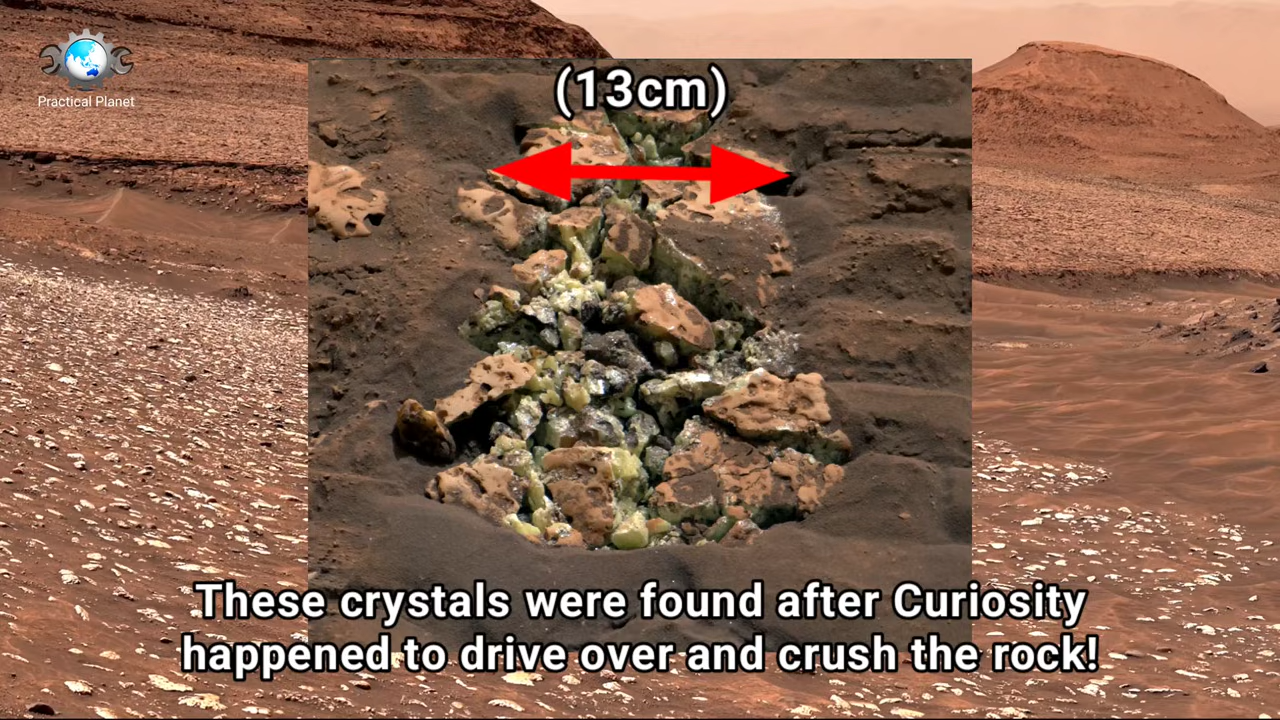 Practical Planet
(13cm)
These crystals were found after Curiosity
happened to drive over and crush the rock!